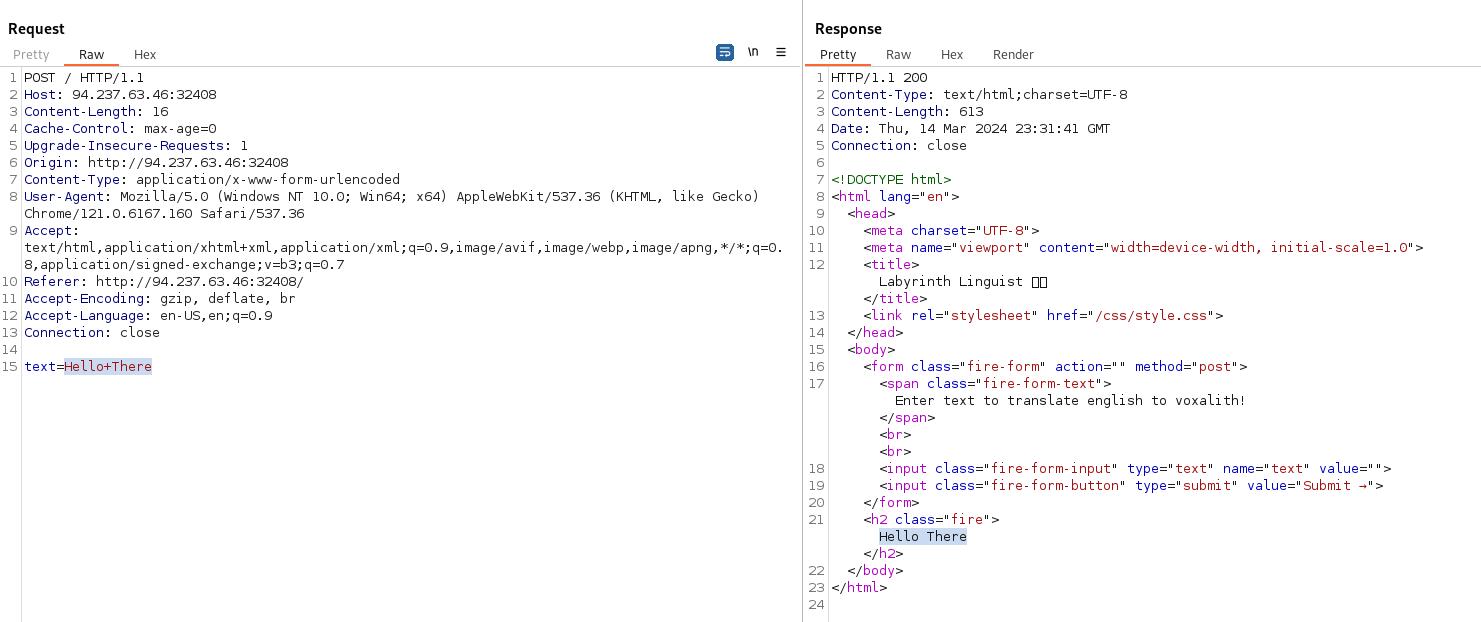 Request
Pretty Raw Hex \n
1 POST / HTTP/1.1
2 Host: 94.237.63.46:32408
3 Content-Length: 16
4 Cache-Control: max-age=0
5 Upgrade-Insecure-Requests: 1
6 Origin: http://94.237.63.46:32408
7 Content-Type: application/x-www-form-urlencoded
8 User-Agent: Mozilla/5.0 (Windows NT 10.0; Win64; x64) AppleWebKit/537.36 (KHTML, like Gecko)
Chrome/121.0.6167.160 Safari/537.36
9 Accept:
text/html,application/xhtml+xml,application/xml;q=0.9,image/avif,image/webp,image/apng,*/*;q=0.
8,application/signed-exchange;v=b3;q=0.7
10 Referer: http://94.237.63.46:32408/
11 Accept-Encoding: gzip, deflate, br
12 Accept-Language: en-US,en;q=0.9
13 Connection: close
14
15 text=Hello+There
Response
Pretty Raw Hex Render
1 HTTP/1.1 200
2 Content-Type: text/html;charset=UTF-8
3 Content-Length: 613
4 Date: Thu, 14 Mar 2024 23:31:41 GMT
5 Connection: close
6
7 <!DOCTYPE html>
8 <html lang="en">
9 <head>
10 <meta charset="UTF-8">
11 <meta name="viewport" content="width=device-width, initial-scale=1.0">
12 <title>
Labyrinth Linguist
</title>
13 <link rel="stylesheet" href="/css/style.css">
14 </head>
15 <body>
16 <form class="fire-form" action="" method="post">
17 <span class="fire-form-text">
Enter text to translate english to voxalith!
</span>
<br>
<br>
18 <input class="fire-form-input" type="text" name="text" value="">
19 <input class="fire-form-button" type="submit" value="Submit →">
20 </form>
21 <h2 class="fire">
Hello There
</h2>
22 </body>
23 </html>
24